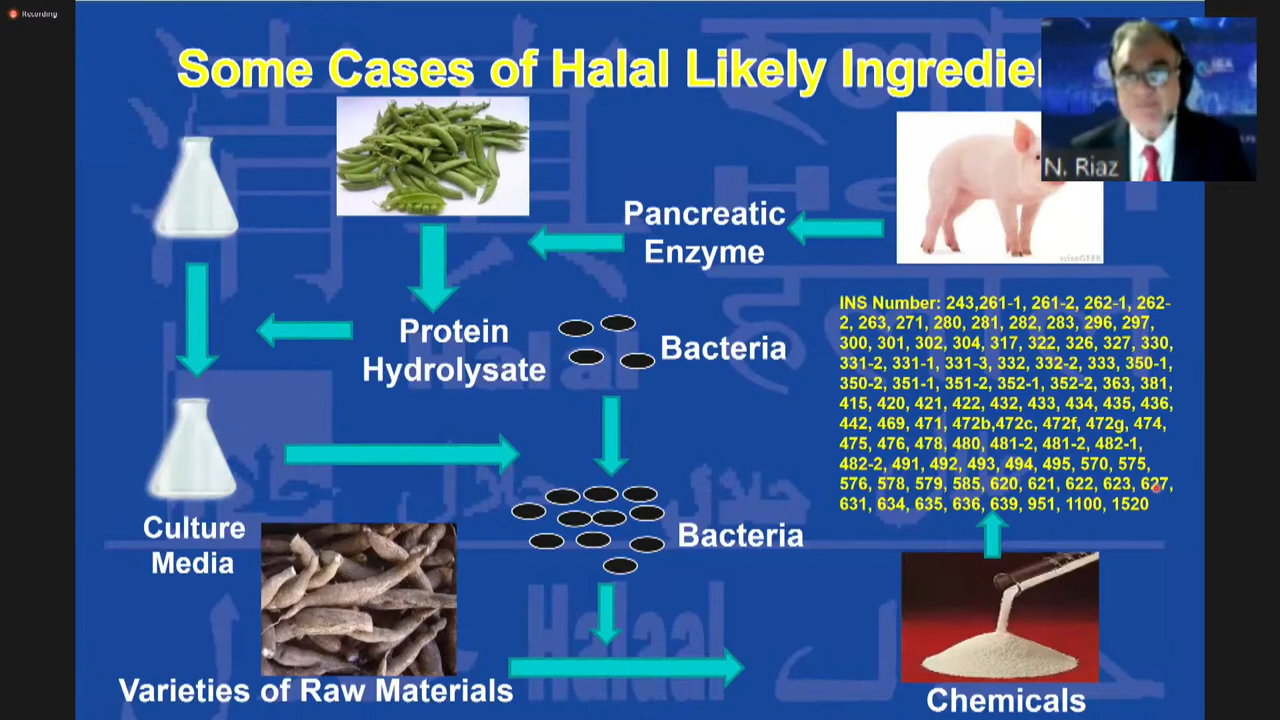 Recording
Some Cases of Halal Likely
N. Riaz
Pancreatic
Enzyme
wiseGEEK
Protein
Hydrolysate
Bacteria
INS Number: 243,261-1, 261-2, 262-1, 262-
2, 263, 271, 280, 281, 282, 283, 296, 297,
300, 301, 302, 304, 317, 322, 326, 327, 330,
331-2, 331-1, 331-3, 332, 332-2, 333, 350-1,
350-2, 351-1, 351-2, 352-1, 352-2, 363, 381,
415, 420, 421, 422, 432, 433, 434, 435, 436,
442, 469, 471, 472b,472c, 472f, 472g, 474,
475, 476, 478, 480, 481-2, 481-2, 482-1,
482-2, 491, 492, 493, 494, 495, 570, 575,
576, 578, 579, 585, 620, 621, 622, 623, 627,
631, 634, 635, 636, 639, 951, 1100, 1520
Culture
Media
Bacteria
Varieties of Raw Materials
Chemicals
Halal
Halaal
حلال